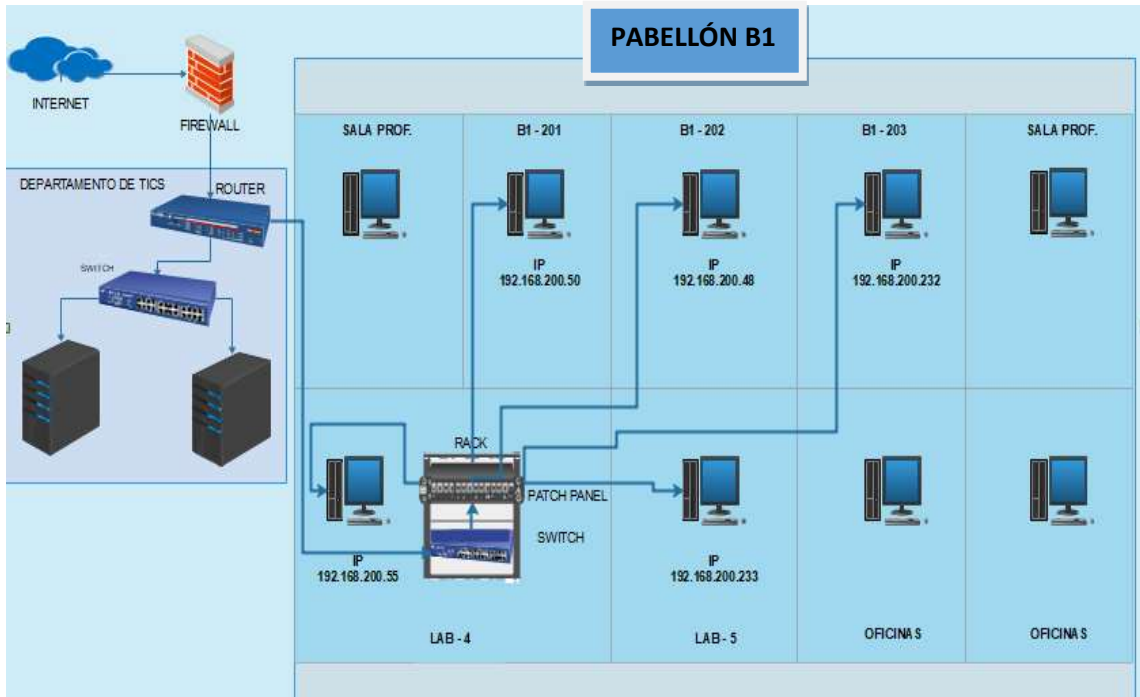 PABELLÓN B1
INTERNET
FIREWALL
DEPARTAMENTO DE TICS
ROUTER
SWITCH
SALA PROF.
B1 - 201
B1 - 202
B1 - 203
SALA PROF.
IP
192.168.200.50
IP
192.168.200.48
IP
192.168.200.232
RACK
PATCH PANEL
SWITCH
IP
192.168.200.55
IP
192.168.200.233
LAB - 4
LAB - 5
OFICINAS
OFICINAS